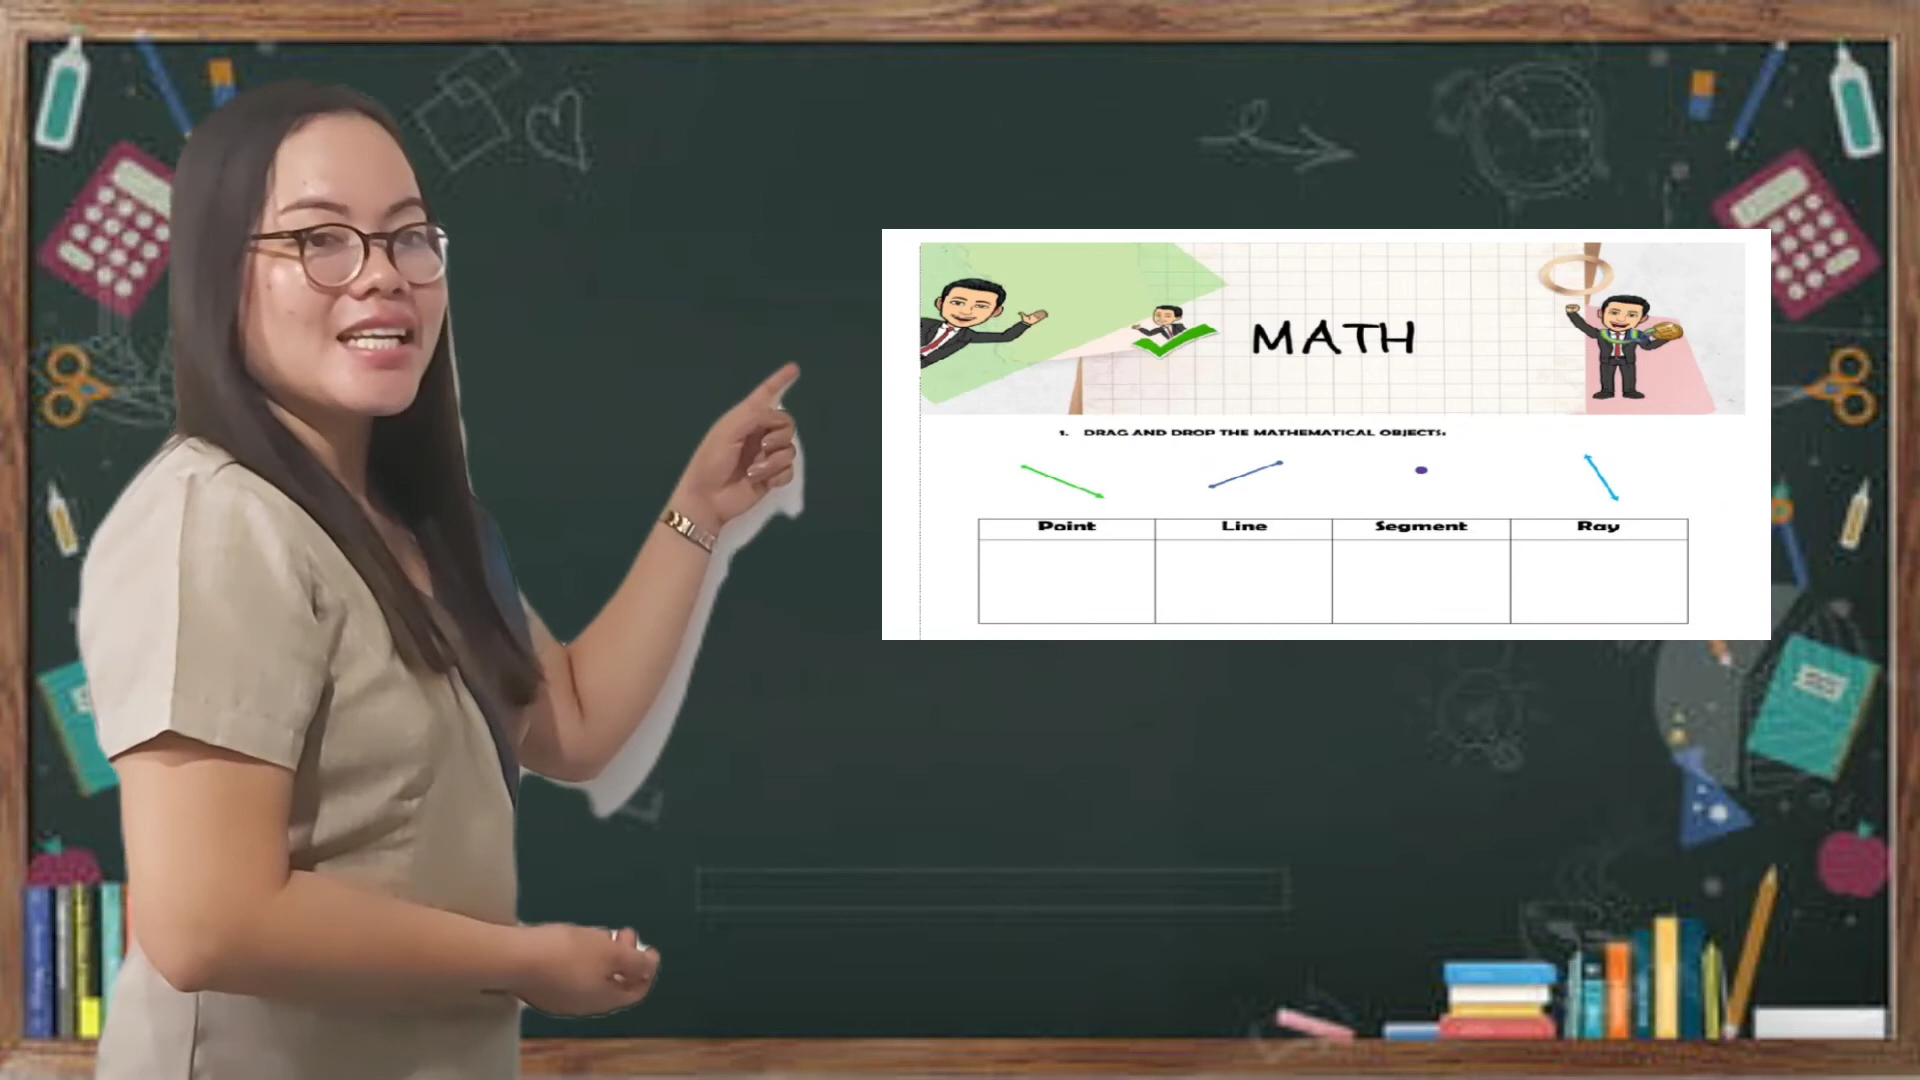 MATH
1. DRAG AND DROP THE MATHEMATICAL OBJECTS:
Point Line Segment Ray